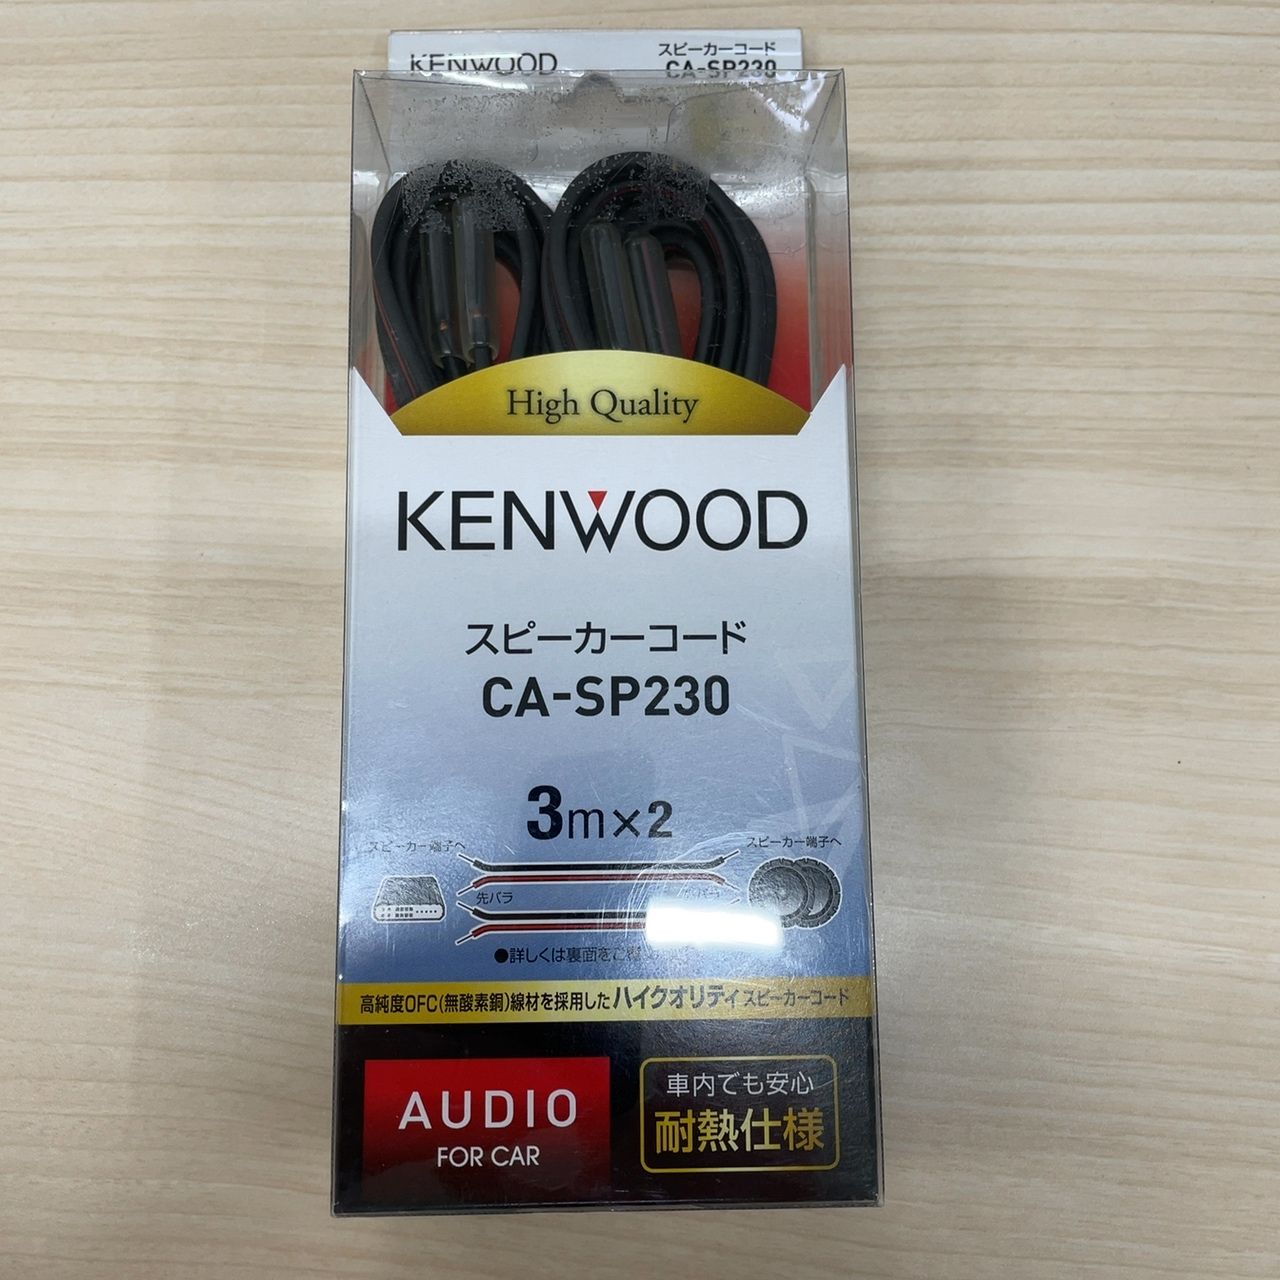 KENWOOD
スピーカーコード
CA-SP230
High Quality
KENWOOD
スピーカーコード
CA-SP230
3m×2
スピーカー端子へ
スピーカー端子へ
先バラ
バラ
●詳しくは裏面をご
高純度OFC(無酸素銅)線材を採用したハイクオリティスピーカーコード
AUDIO
FOR CAR
車内でも安心
耐熱仕様